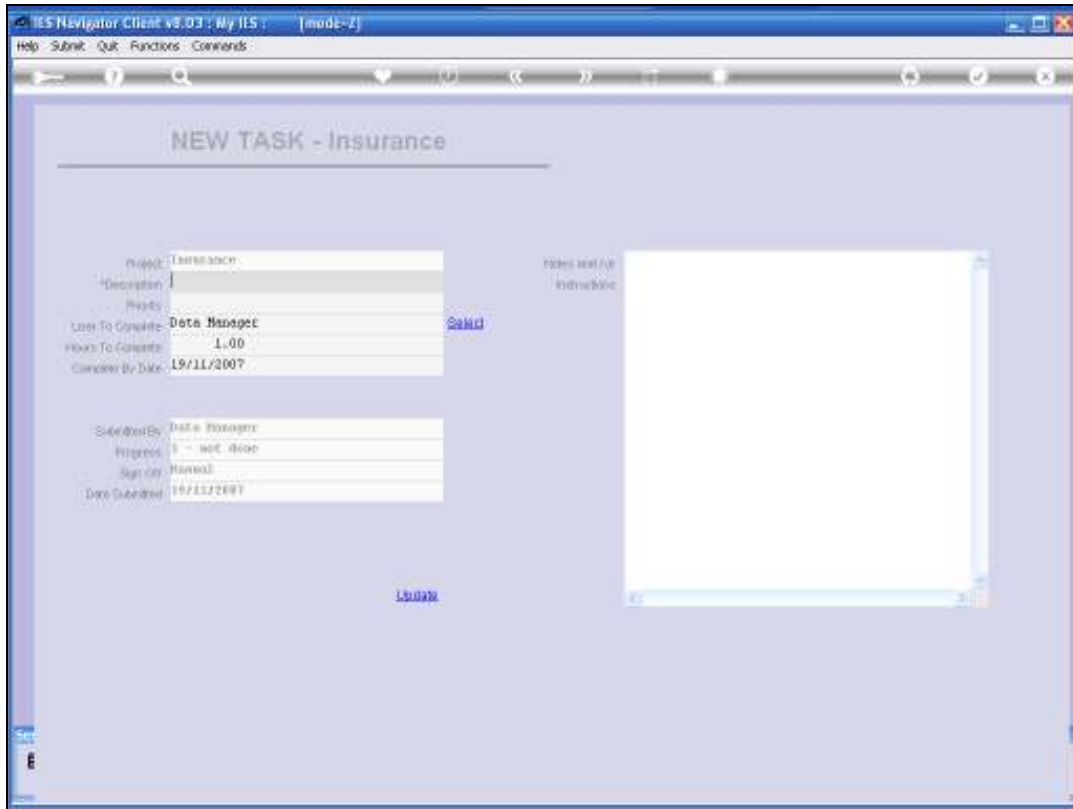 IES Navigator Client v8.03 : My IES : [mode-Z]
Help Submit Quit Functions Commands
NEW TASK - Insurance
Project Insurance
*Description
Priority
User To Complete Data Manager Select
Hours To Complete 1.00
Complete By Date 19/11/2007
Notes and/or
Instructions
Submitted By Data Manager
Progress 5 - not done
Sign Off Manual
Date Submitted 19/11/2007
Update